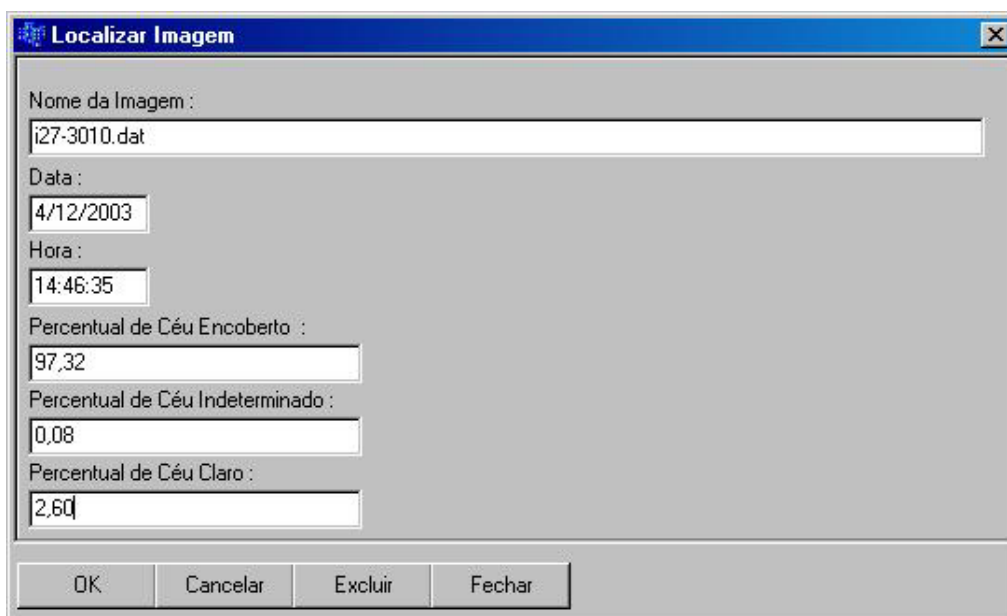 Localizar Imagem
Nome da Imagem :
i27-3010.dat
Data :
4/12/2003
Hora :
14:46:35
Percentual de Céu Encoberto :
97,32
Percentual de Céu Indeterminado :
0,08
Percentual de Céu Claro :
2,60
OK Cancelar Excluir Fechar